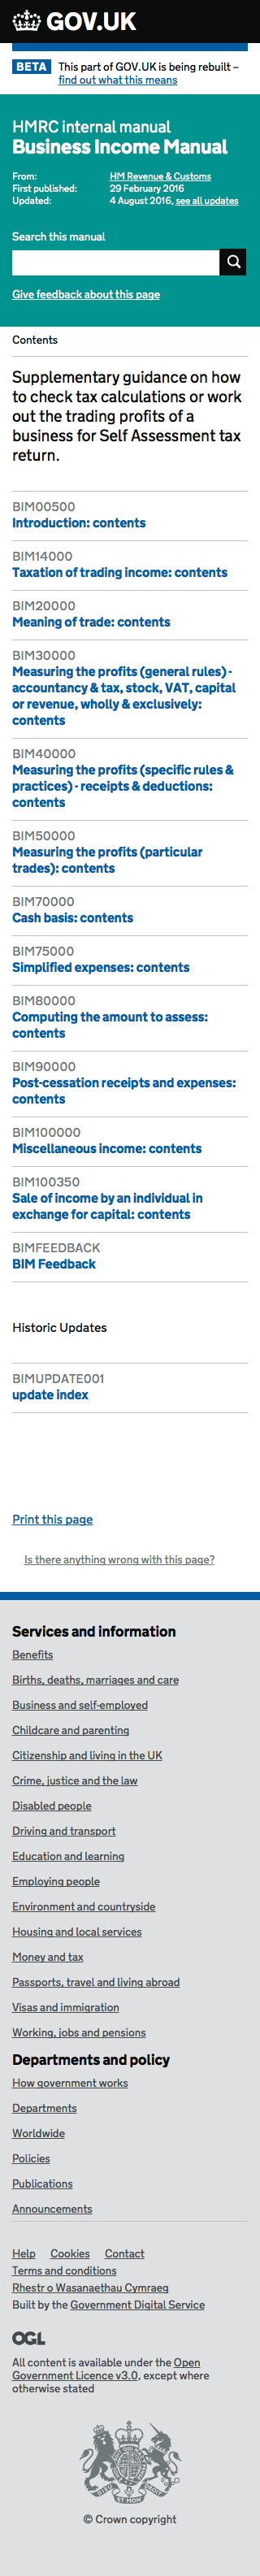 GOV.UK
BETA This part of GOV.UK is being rebuilt –
find out what this means
HMRC internal manual
Business Income Manual
From: HM Revenue & Customs
First published: 29 February 2016
Updated: 4 August 2016, see all updates
Search this manual
Give feedback about this page
Contents
Supplementary guidance on how
to check tax calculations or work
out the trading profits of a
business for Self Assessment tax
return.
BIM00500
Introduction: contents
BIM14000
Taxation of trading income: contents
BIM20000
Meaning of trade: contents
BIM30000
Measuring the profits (general rules) -
accountancy & tax, stock, VAT, capital
or revenue, wholly & exclusively:
contents
BIM40000
Measuring the profits (specific rules &
practices) - receipts & deductions:
contents
BIM50000
Measuring the profits (particular
trades): contents
BIM70000
Cash basis: contents
BIM75000
Simplified expenses: contents
BIM80000
Computing the amount to assess:
contents
BIM90000
Post-cessation receipts and expenses:
contents
BIM100000
Miscellaneous income: contents
BIM100350
Sale of income by an individual in
exchange for capital: contents
BIMFEEDBACK
BIM Feedback
Historic Updates
BIMUPDATE001
update index
Print this page
Is there anything wrong with this page?
Services and information
Benefits
Births, deaths, marriages and care
Business and self-employed
Childcare and parenting
Citizenship and living in the UK
Crime, justice and the law
Disabled people
Driving and transport
Education and learning
Employing people
Environment and countryside
Housing and local services
Money and tax
Passports, travel and living abroad
Visas and immigration
Working, jobs and pensions
Departments and policy
How government works
Departments
Worldwide
Policies
Publications
Announcements
Help Cookies Contact
Terms and conditions
Rhestr o Wasanaethau Cymraeg
Built by the Government Digital Service
OGL
All content is available under the Open
Government Licence v3.0, except where
otherwise stated
© Crown copyright